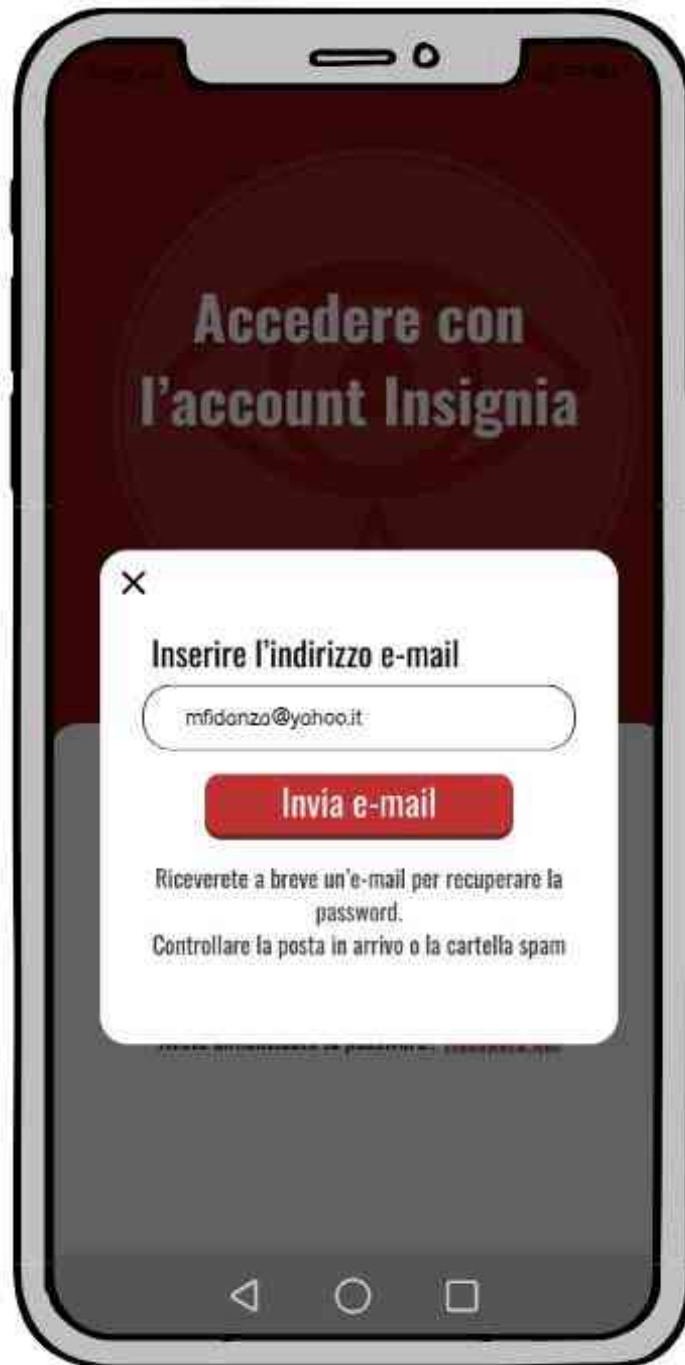 Accedere con
l'account Insignia
Inserire l'indirizzo e-mail
mfidanza@yahoo.it
Invia e-mail
Riceverete a breve un'e-mail per recuperare la
password.
Controllare la posta in arrivo o la cartella spam